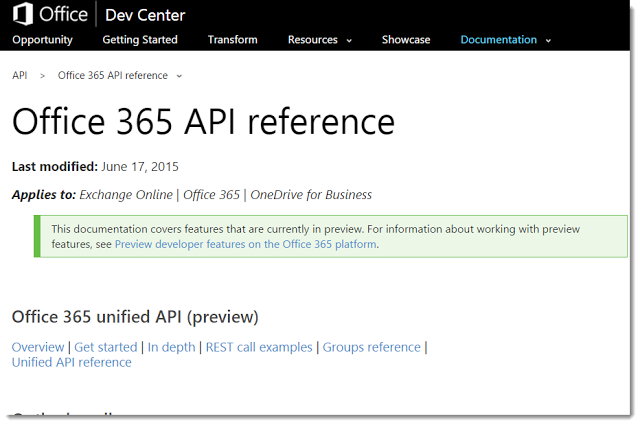 Office | Dev Center
Opportunity Getting Started Transform Resources Showcase Documentation
API > Office 365 API reference
Office 365 API reference
Last modified: June 17, 2015
Applies to: Exchange Online | Office 365 | OneDrive for Business
This documentation covers features that are currently in preview. For information about working with preview
features, see Preview developer features on the Office 365 platform.
Office 365 unified API (preview)
Overview | Get started | In depth | REST call examples | Groups reference |
Unified API reference